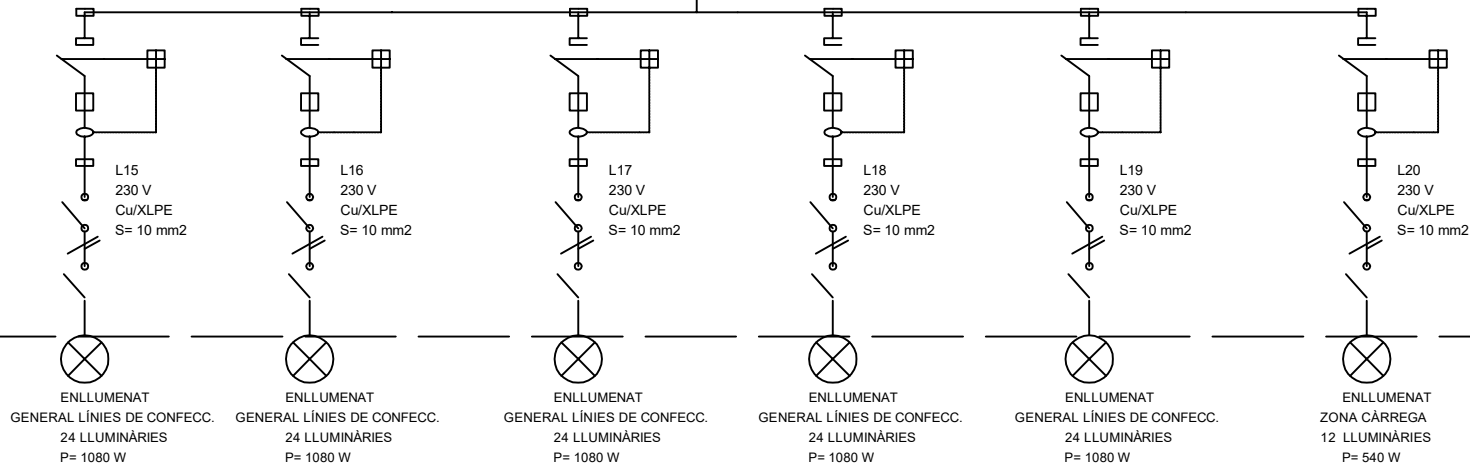 L15
230 V
Cu/XLPE
S= 10 mm2
L16
230 V
Cu/XLPE
S= 10 mm2
L17
230 V
Cu/XLPE
S= 10 mm2
L18
230 V
Cu/XLPE
S= 10 mm2
L19
230 V
Cu/XLPE
S= 10 mm2
L20
230 V
Cu/XLPE
S= 10 mm2
ENLLUMENAT
GENERAL LÍNIES DE CONFECC.
24 LLUMINÀRIES
P= 1080 W
ENLLUMENAT
GENERAL LÍNIES DE CONFECC.
24 LLUMINÀRIES
P= 1080 W
ENLLUMENAT
GENERAL LÍNIES DE CONFECC.
24 LLUMINÀRIES
P= 1080 W
ENLLUMENAT
GENERAL LÍNIES DE CONFECC.
24 LLUMINÀRIES
P= 1080 W
ENLLUMENAT
GENERAL LÍNIES DE CONFECC.
24 LLUMINÀRIES
P= 1080 W
ENLLUMENAT
ZONA CÀRREGA
12 LLUMINÀRIES
P= 540 W